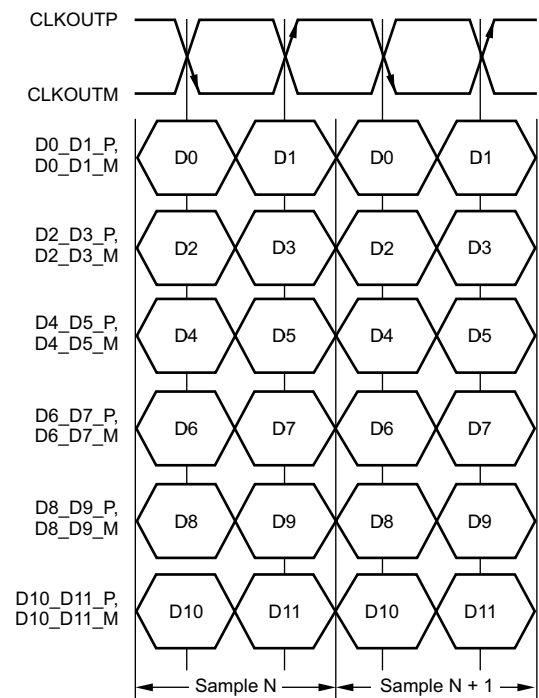 CLKOUTP
CLKOUTM
D0_D1_P,
D0_D1_M
D0 D1 D0 D1
D2_D3_P,
D2_D3_M
D2 D3 D2 D3
D4_D5_P,
D4_D5_M
D4 D5 D4 D5
D6_D7_P,
D6_D7_M
D6 D7 D6 D7
D8_D9_P,
D8_D9_M
D8 D9 D8 D9
D10_D11_P,
D10_D11_M
D10 D11 D10 D11
Sample N Sample N + 1